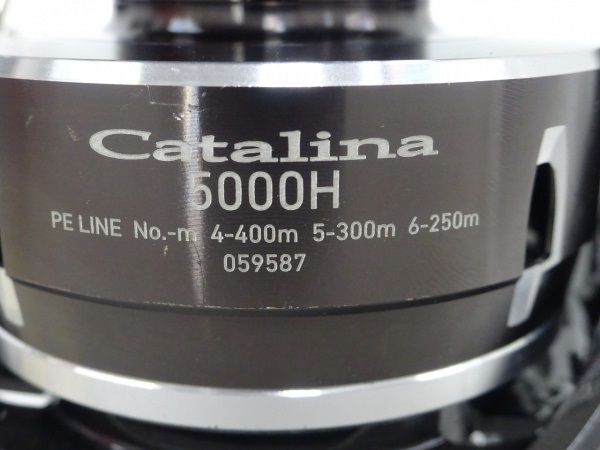 Catalina
5000H
PE LINE No.-m 4-400m 5-300m 6-250m
059587